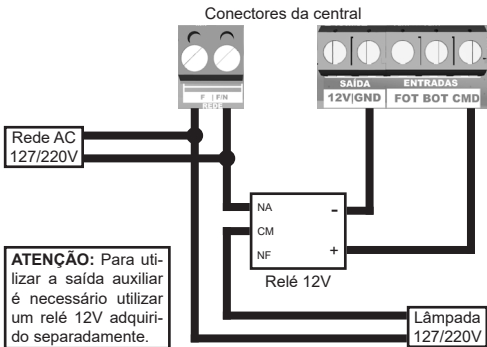 Conectores da central
F | F/N
REDE
SAÍDA ENTRADAS
12V|GND FOT BOT CMD
Rede AC
127/220V
NA -
CM
NF +
Relé 12V
ATENÇÃO: Para uti-
lizar a saída auxiliar
é necessário utilizar
um relé 12V adquiri-
do separadamente.
Lâmpada
127/220V